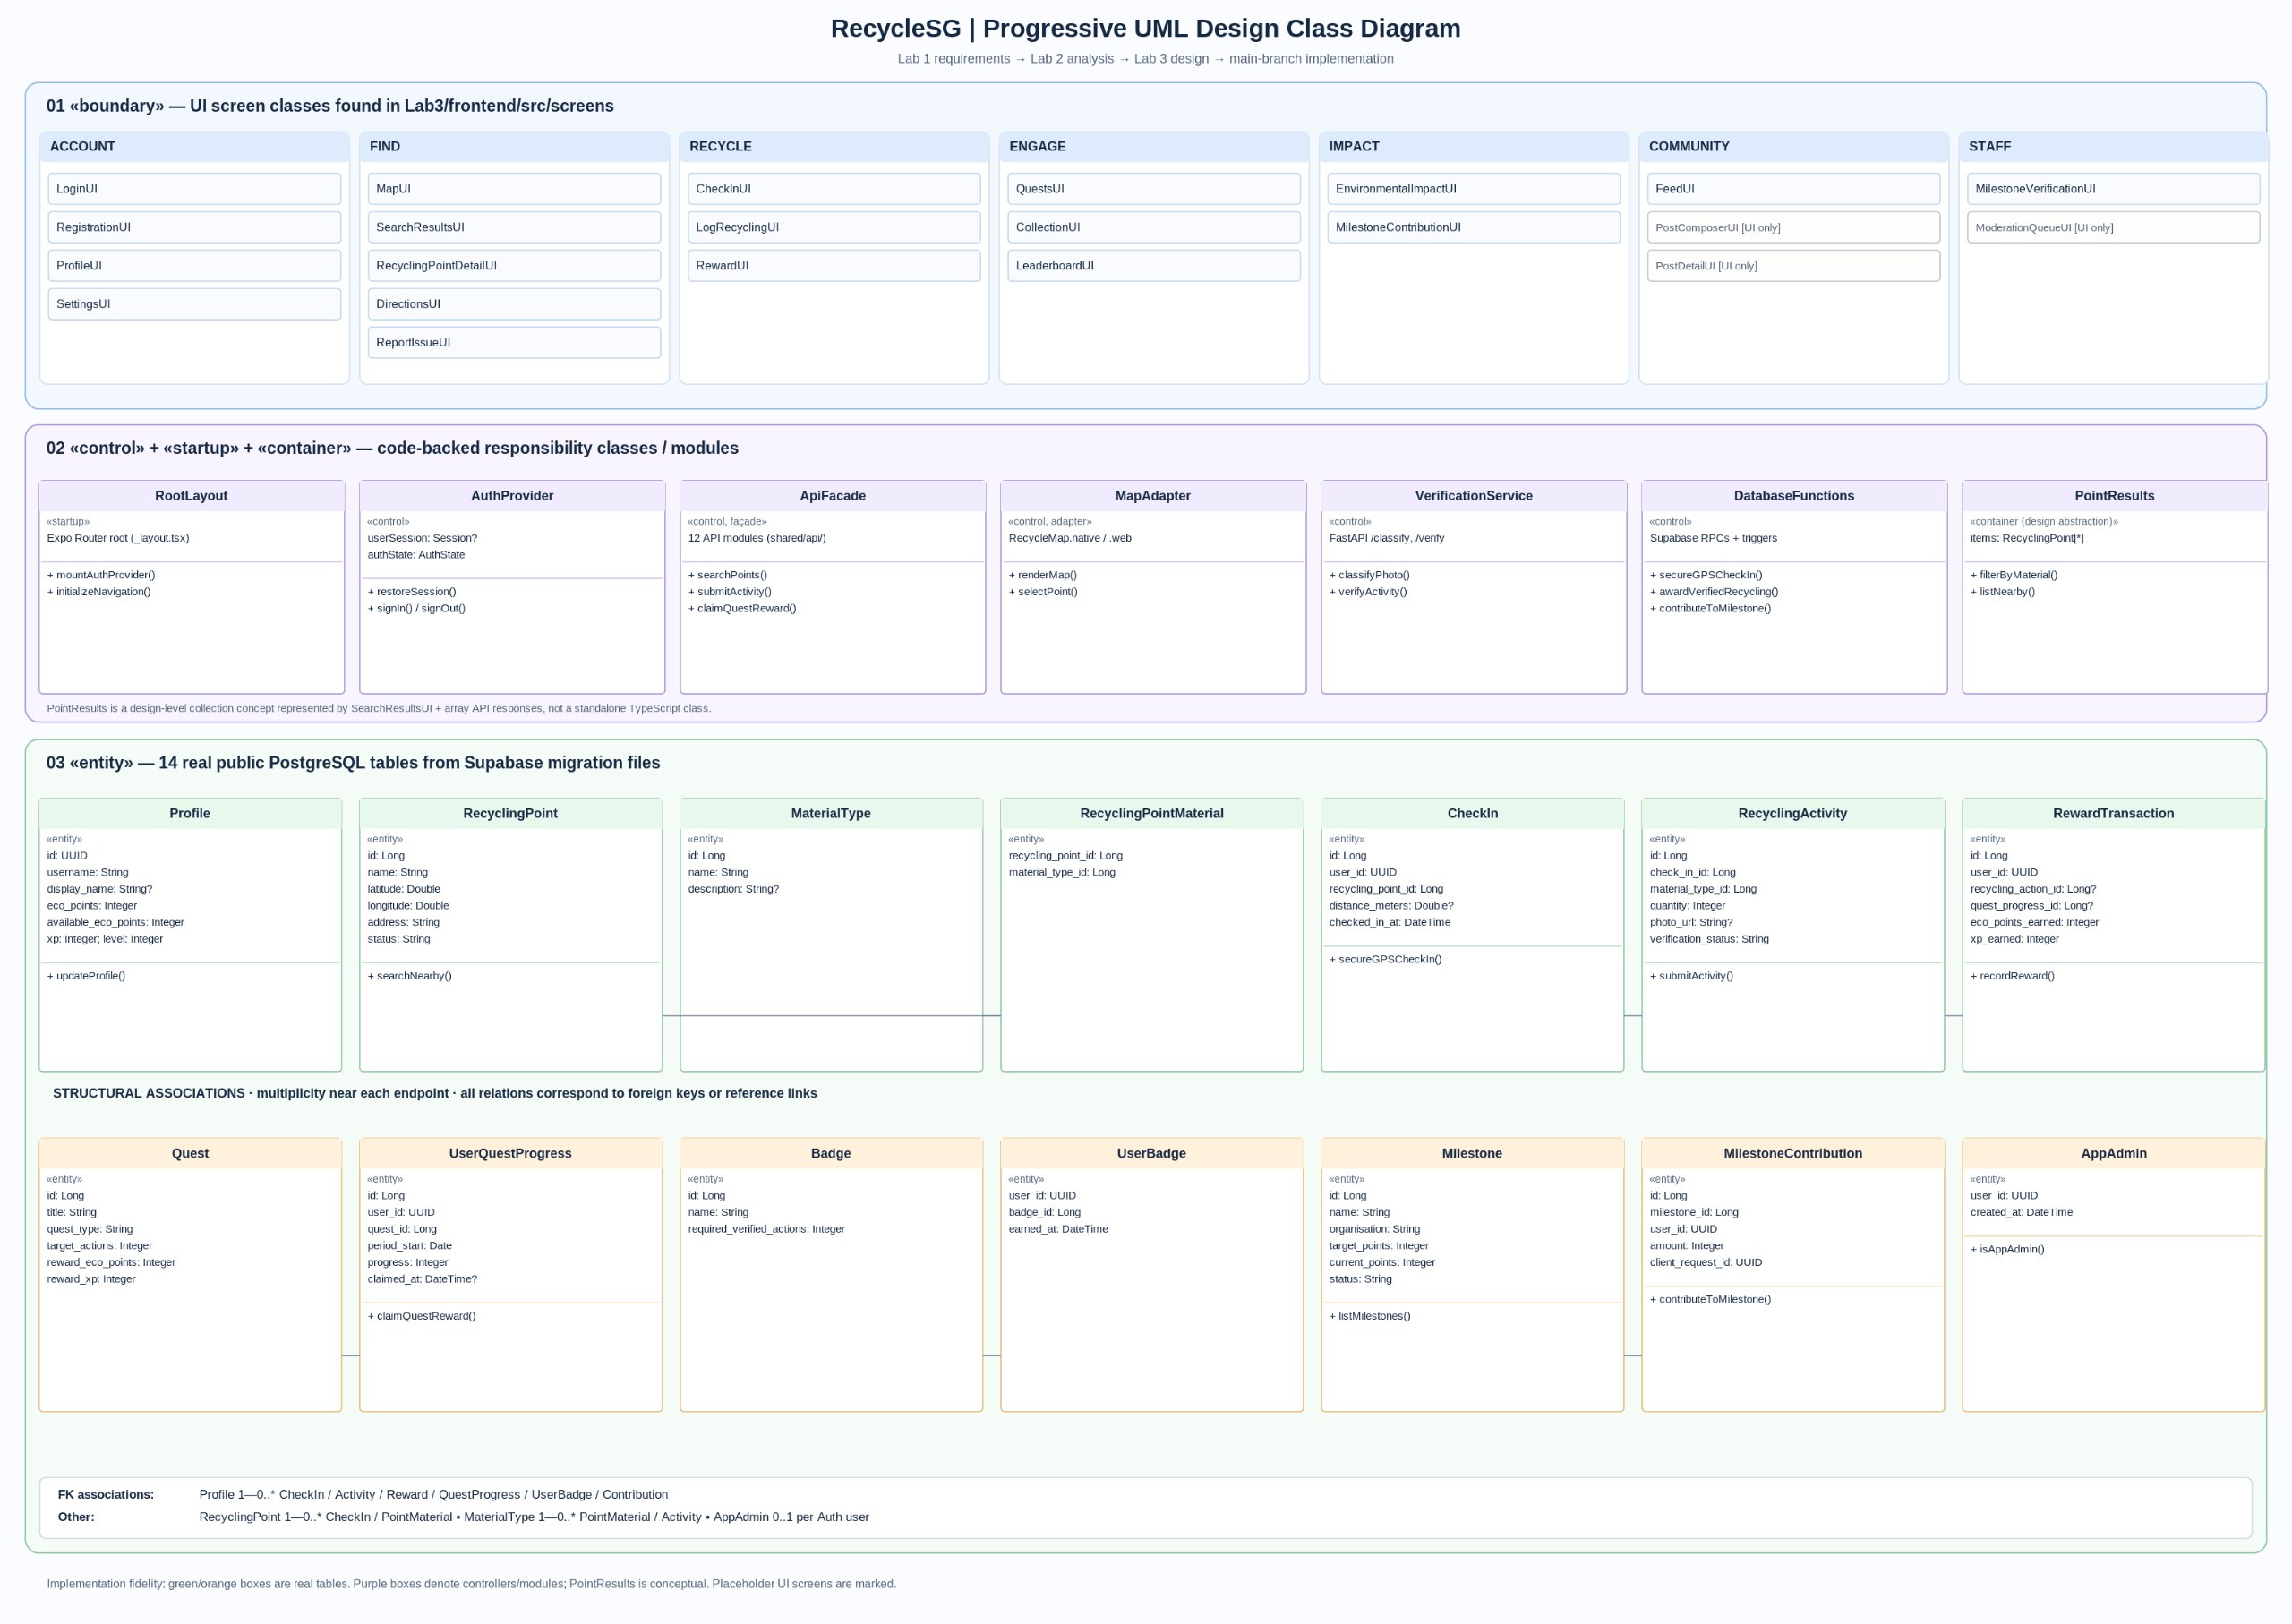 RecycleSG | Progressive UML Design Class Diagram
Lab 1 requirements → Lab 2 analysis → Lab 3 design → main-branch implementation
01 «boundary» — UI screen classes found in Lab3/frontend/src/screens
ACCOUNT
LoginUI
RegistrationUI
ProfileUI
SettingsUI
FIND
MapUI
SearchResultsUI
RecyclingPointDetailUI
DirectionsUI
ReportIssueUI
RECYCLE
CheckInUI
LogRecyclingUI
RewardUI
ENGAGE
QuestsUI
CollectionUI
LeaderboardUI
IMPACT
EnvironmentalImpactUI
MilestoneContributionUI
COMMUNITY
FeedUI
PostComposerUI [UI only]
PostDetailUI [UI only]
STAFF
MilestoneVerificationUI
ModerationQueueUI [UI only]
02 «control» + «startup» + «container» — code-backed responsibility classes / modules
RootLayout
«startup»
Expo Router root (_layout.tsx)
+ mountAuthProvider()
+ initializeNavigation()
AuthProvider
«control»
userSession: Session?
authState: AuthState
+ restoreSession()
+ signIn() / signOut()
ApiFacade
«control, façade»
12 API modules (shared/api/)
+ searchPoints()
+ submitActivity()
+ claimQuestReward()
MapAdapter
«control, adapter»
RecycleMap.native / .web
+ renderMap()
+ selectPoint()
VerificationService
«control»
FastAPI /classify, /verify
+ classifyPhoto()
+ verifyActivity()
DatabaseFunctions
«control»
Supabase RPCs + triggers
+ secureGPSCheckIn()
+ awardVerifiedRecycling()
+ contributeToMilestone()
PointResults
«container (design abstraction)»
items: RecyclingPoint[*]
+ filterByMaterial()
+ listNearby()
PointResults is a design-level collection concept represented by SearchResultsUI + array API responses, not a standalone TypeScript class.
03 «entity» — 14 real public PostgreSQL tables from Supabase migration files
Profile
«entity»
id: UUID
username: String
display_name: String?
eco_points: Integer
available_eco_points: Integer
xp: Integer; level: Integer
+ updateProfile()
RecyclingPoint
«entity»
id: Long
name: String
latitude: Double
longitude: Double
address: String
status: String
+ searchNearby()
MaterialType
«entity»
id: Long
name: String
description: String?
RecyclingPointMaterial
«entity»
recycling_point_id: Long
material_type_id: Long
CheckIn
«entity»
id: Long
user_id: UUID
recycling_point_id: Long
distance_meters: Double?
checked_in_at: DateTime
+ secureGPSCheckIn()
RecyclingActivity
«entity»
id: Long
check_in_id: Long
material_type_id: Long
quantity: Integer
photo_url: String?
verification_status: String
+ submitActivity()
RewardTransaction
«entity»
id: Long
user_id: UUID
recycling_action_id: Long?
quest_progress_id: Long?
eco_points_earned: Integer
xp_earned: Integer
+ recordReward()
STRUCTURAL ASSOCIATIONS · multiplicity near each endpoint · all relations correspond to foreign keys or reference links
Quest
«entity»
id: Long
title: String
quest_type: String
target_actions: Integer
reward_eco_points: Integer
reward_xp: Integer
UserQuestProgress
«entity»
id: Long
user_id: UUID
quest_id: Long
period_start: Date
progress: Integer
claimed_at: DateTime?
+ claimQuestReward()
Badge
«entity»
id: Long
name: String
required_verified_actions: Integer
UserBadge
«entity»
user_id: UUID
badge_id: Long
earned_at: DateTime
Milestone
«entity»
id: Long
name: String
organisation: String
target_points: Integer
current_points: Integer
status: String
+ listMilestones()
MilestoneContribution
«entity»
id: Long
milestone_id: Long
user_id: UUID
amount: Integer
client_request_id: UUID
+ contributeToMilestone()
AppAdmin
«entity»
user_id: UUID
created_at: DateTime
+ isAppAdmin()
FK associations: Profile 1—0..* CheckIn / Activity / Reward / QuestProgress / UserBadge / Contribution
Other: RecyclingPoint 1—0..* CheckIn / PointMaterial • MaterialType 1—0..* PointMaterial / Activity • AppAdmin 0..1 per Auth user
Implementation fidelity: green/orange boxes are real tables. Purple boxes denote controllers/modules; PointResults is conceptual. Placeholder UI screens are marked.